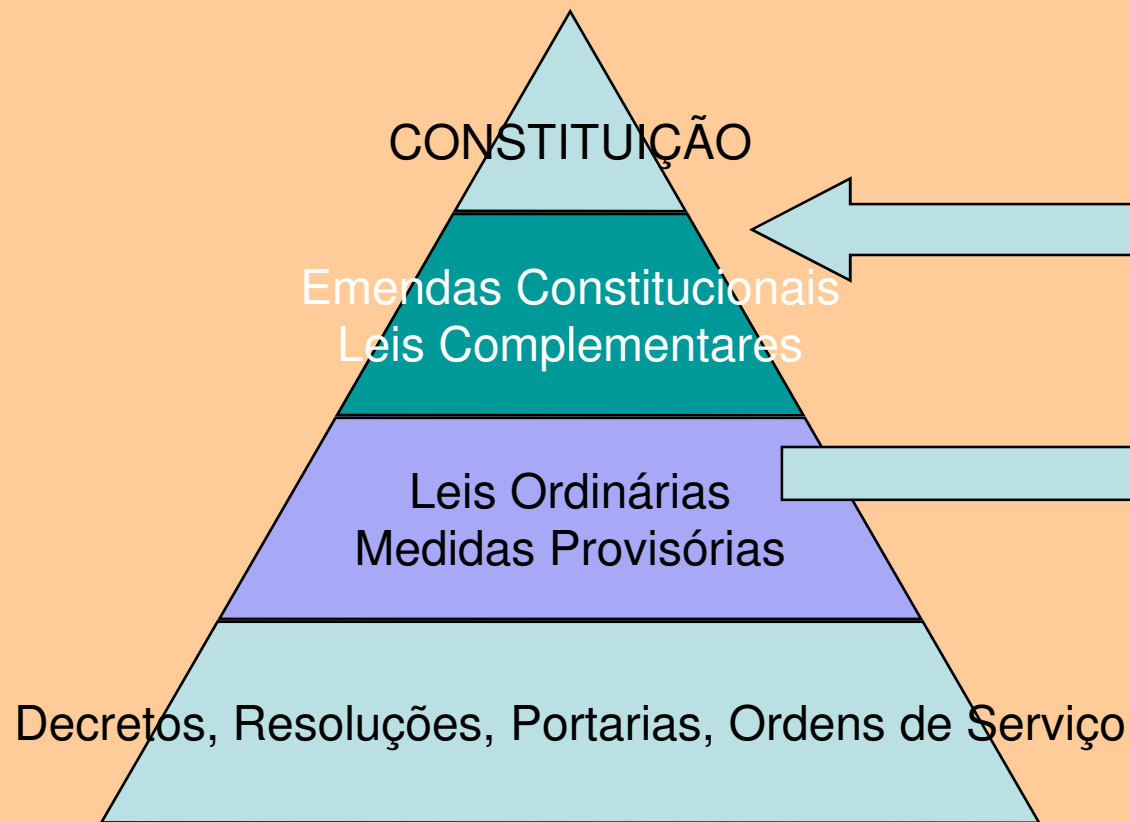 CONSTITUIÇÃO
Emendas Constitucionais
Leis Complementares
Leis Ordinárias
Medidas Provisórias
Decretos, Resoluções, Portarias, Ordens de Serviço